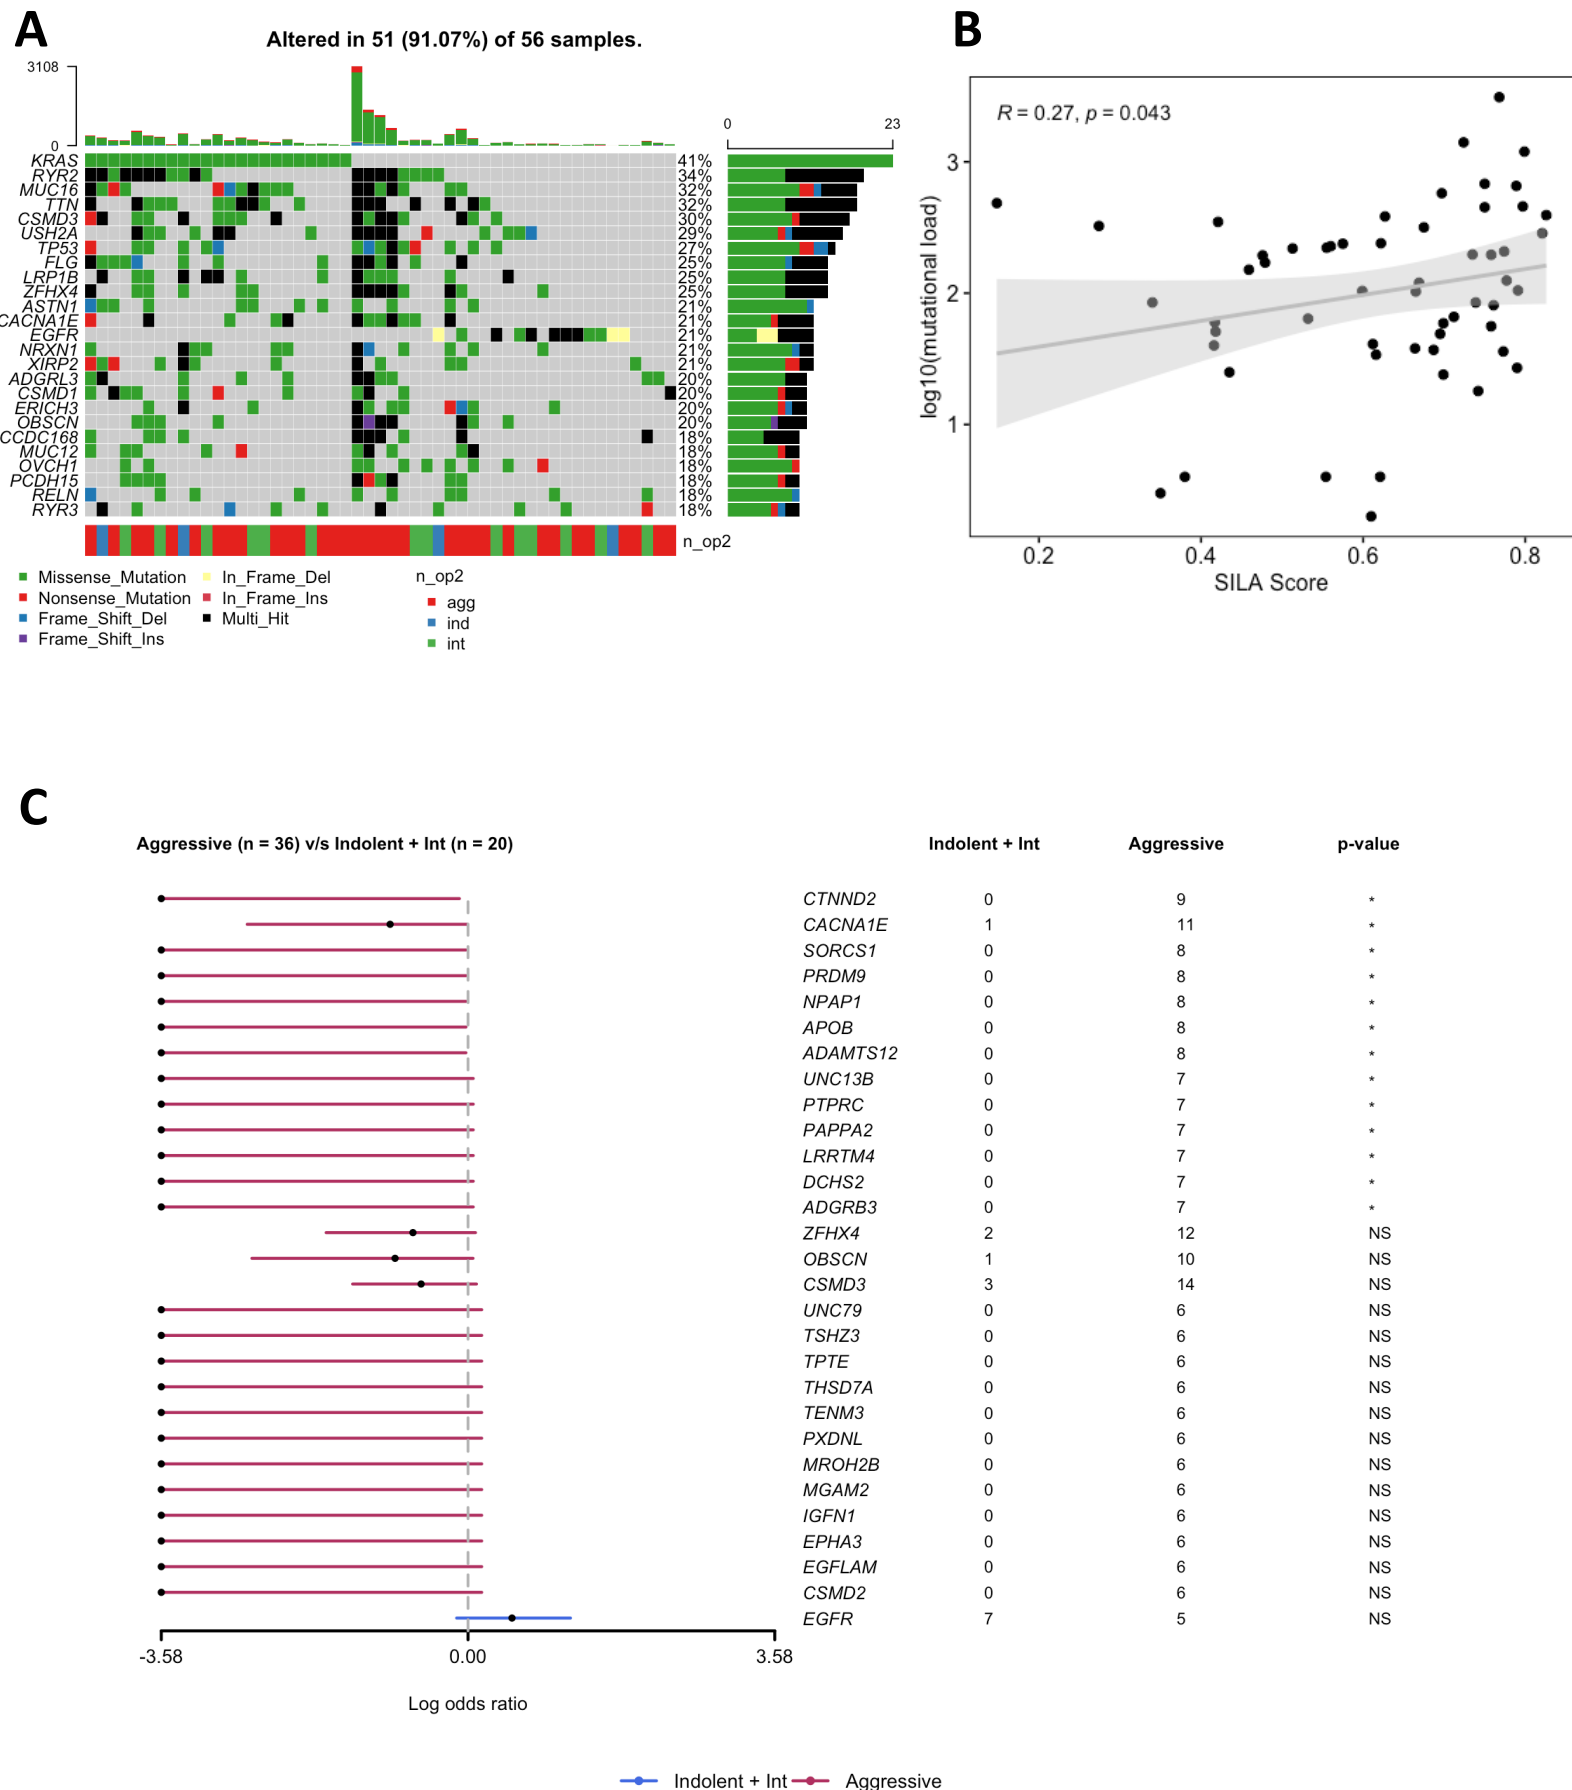 A
Altered in 51 (91.07%) of 56 samples.
3108
0
0 23
KRAS 41%
RYR2 34%
MUC16 32%
TTN 32%
CSMD3 30%
USH2A 29%
TP53 27%
FLG 25%
LRP1B 25%
ZFHX4 25%
ASTN1 21%
CACNA1E 21%
EGFR 21%
NRXN1 21%
XIRP2 21%
ADGRL3 20%
CSMD1 20%
ERICH3 20%
OBSCN 20%
CCDC168 18%
MUC12 18%
OVCH1 18%
PCDH15 18%
RELN 18%
RYR3 18%
n_op2
Missense_Mutation
Nonsense_Mutation
Frame_Shift_Del
Frame_Shift_Ins
In_Frame_Del
In_Frame_Ins
Multi_Hit
n_op2
agg
ind
int
B
R = 0.27, p = 0.043
log10(mutational load)
3
2
1
0.2 0.4 0.6 0.8
SILA Score
C
Aggressive (n = 36) v/s Indolent + Int (n = 20) Indolent + Int Aggressive p-value
CTNND2 0 9 *
CACNA1E 1 11 *
SORCS1 0 8 *
PRDM9 0 8 *
NPAP1 0 8 *
APOB 0 8 *
ADAMTS12 0 8 *
UNC13B 0 7 *
PTPRC 0 7 *
PAPPA2 0 7 *
LRRTM4 0 7 *
DCHS2 0 7 *
ADGRB3 0 7 *
ZFHX4 2 12 NS
OBSCN 1 10 NS
CSMD3 3 14 NS
UNC79 0 6 NS
TSHZ3 0 6 NS
TPTE 0 6 NS
THSD7A 0 6 NS
TENM3 0 6 NS
PXDNL 0 6 NS
MROH2B 0 6 NS
MGAM2 0 6 NS
IGFN1 0 6 NS
EPHA3 0 6 NS
EGFLAM 0 6 NS
CSMD2 0 6 NS
EGFR 7 5 NS
-3.58 0.00 3.58
Log odds ratio
Indolent + Int Aggressive